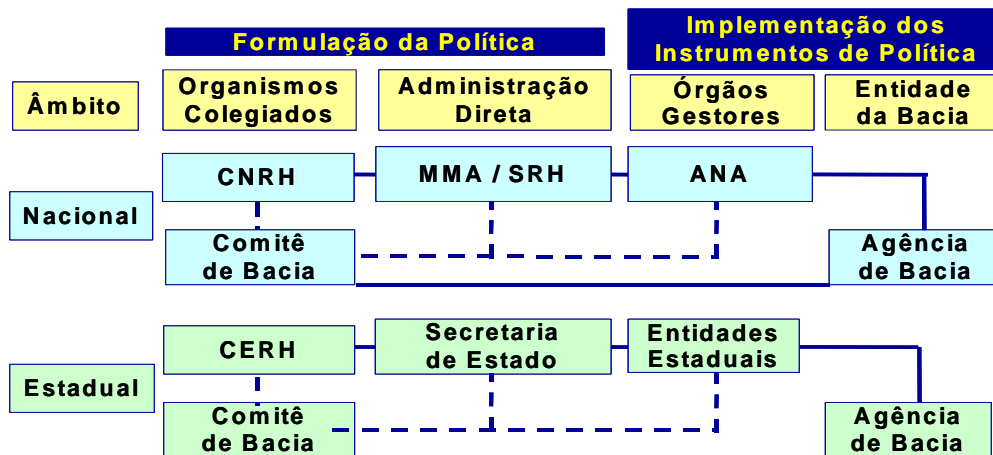 Formulação da Política
Implementação dos
Instrumentos de Política
Âmbito
Organismos
Colegiados
Administração
Direta
Órgãos
Gestores
Entidade
da Bacia
Nacional
CNRH
MMA / SRH
ANA
Comitê
de Bacia
Agência
de Bacia
Estadual
CERH
Secretaria
de Estado
Entidades
Estaduais
Comitê
de Bacia
Agência
de Bacia